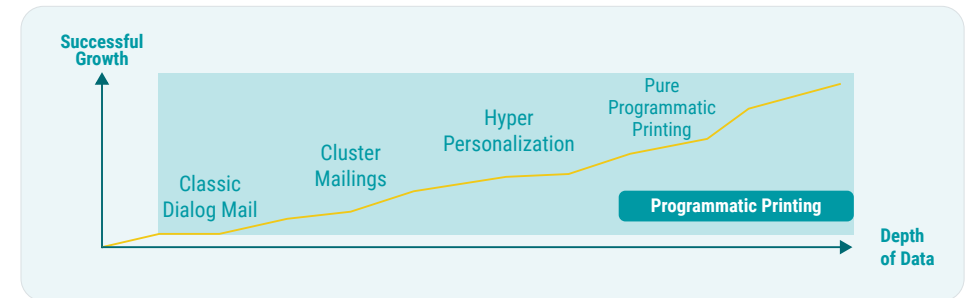 Successful
Growth
Pure
Programmatic
Printing
Hyper
Personalization
Cluster
Mailings
Classic
Dialog Mail
Programmatic Printing
Depth
of Data